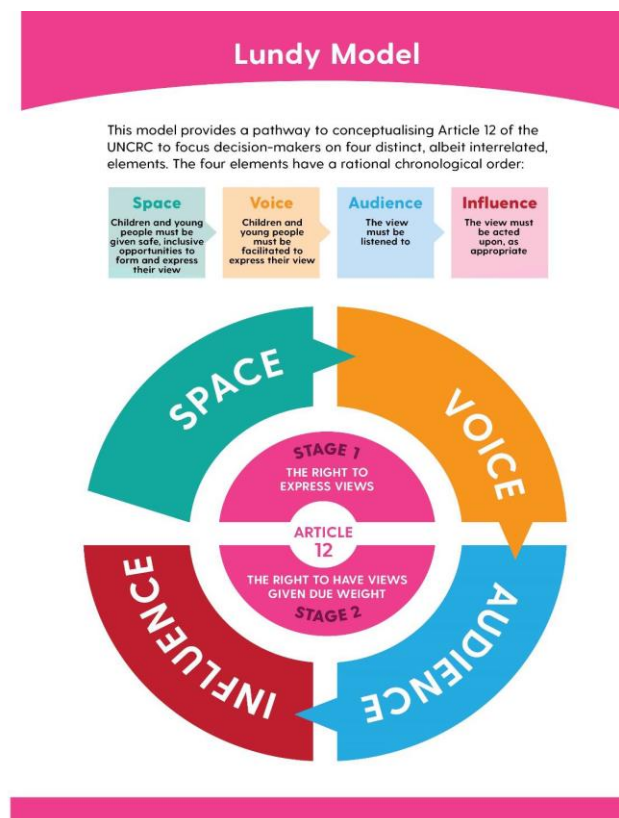 Lundy Model
This model provides a pathway to conceptualising Article 12 of the
UNCRC to focus decision-makers on four distinct, albeit interrelated,
elements. The four elements have a rational chronological order:
Space
Children and young
people must be
given safe, inclusive
opportunities to
form and express
their view
Voice
Children and
young people
must be
facilitated to
express their view
Audience
The view
must be
listened to
Influence
The view must
be acted
upon, as
appropriate
SPACE
VOICE
STAGE 1
THE RIGHT TO
EXPRESS VIEWS
ARTICLE
12
THE RIGHT TO HAVE VIEWS
GIVEN DUE WEIGHT
STAGE 2
INFLUENCE
AUDIENCE